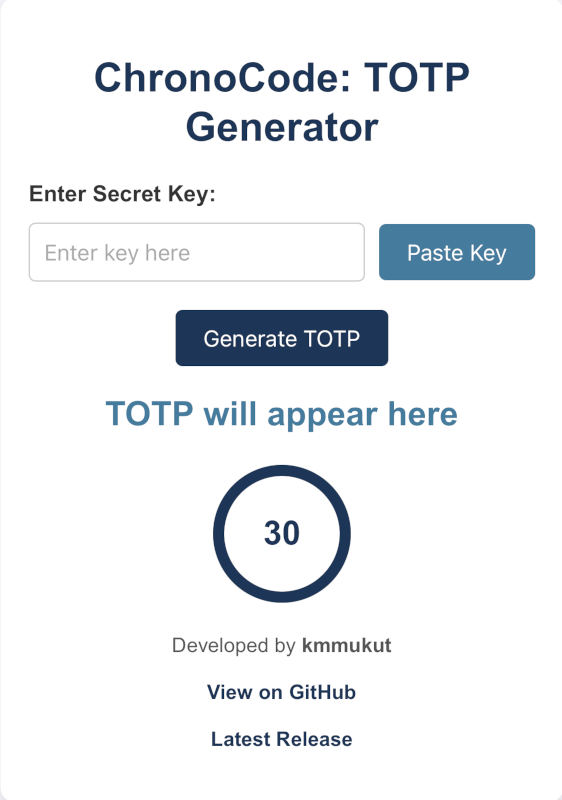 ChronoCode: TOTP
Generator
Enter Secret Key:
Enter key here
Paste Key
Generate TOTP
TOTP will appear here
30
Developed by kmmukut
View on GitHub
Latest Release